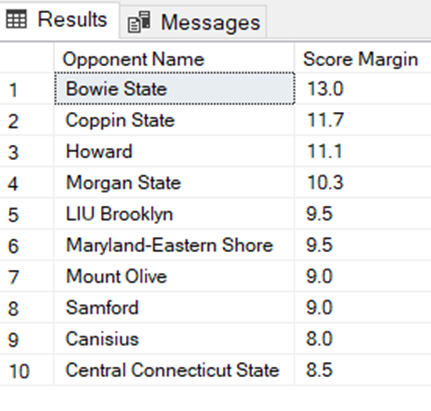 Results Messages
Opponent Name Score Margin
1 Bowie State 13.0
2 Coppin State 11.7
3 Howard 11.1
4 Morgan State 10.3
5 LIU Brooklyn 9.5
6 Maryland-Eastern Shore 9.5
7 Mount Olive 9.0
8 Samford 9.0
9 Canisius 8.0
10 Central Connecticut State 8.5